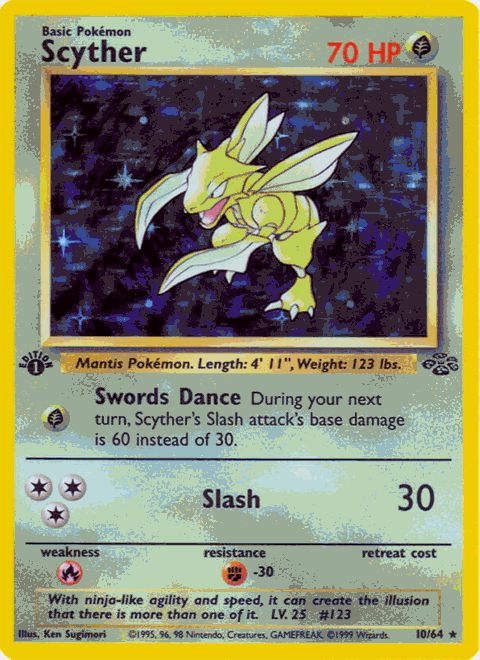 Basic Pokémon
Scyther
70 HP
EDITION
1
Mantis Pokémon. Length: 4' 11", Weight: 123 lbs.
Swords Dance During your next
turn, Scyther's Slash attack's base damage
is 60 instead of 30.
Slash 30
weakness resistance retreat cost
-30
With ninja-like agility and speed, it can create the illusion
that there is more than one of it. LV. 25 #123
Illus. Ken Sugimori ©1995, 96, 98 Nintendo, Creatures, GAMEFREAK. ©1999 Wizards. 10/64 ★